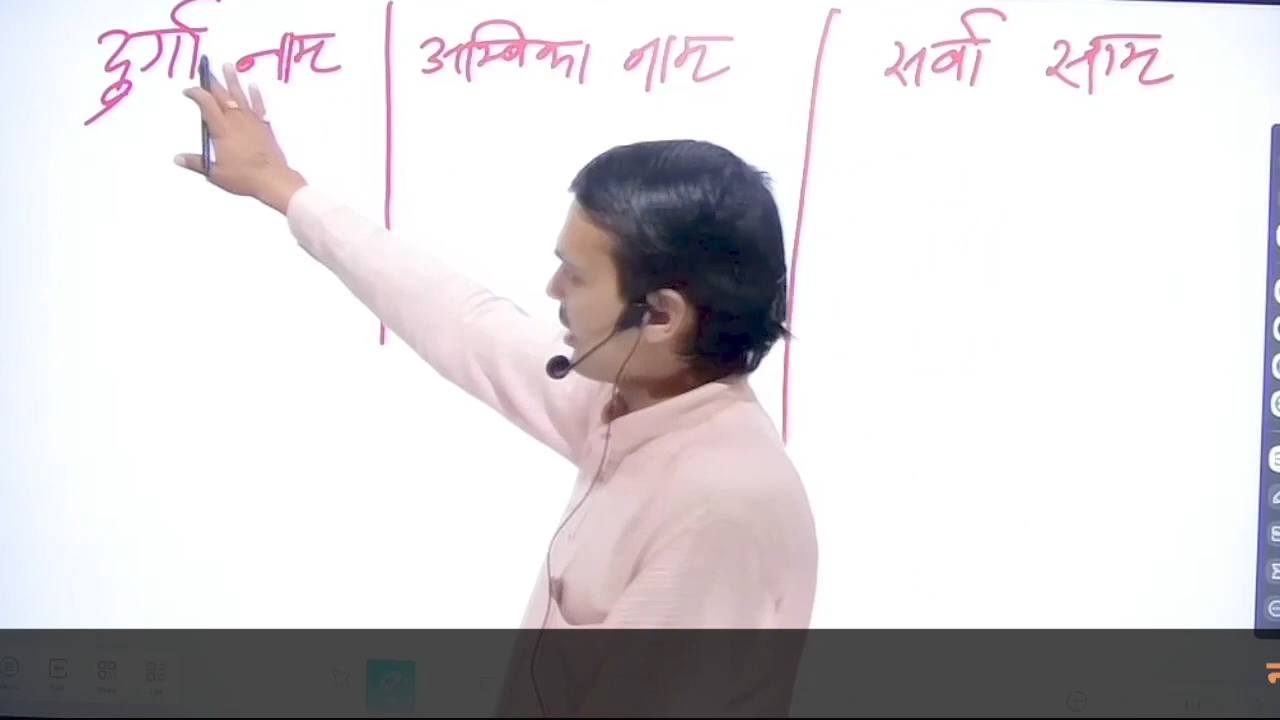 दुर्गा नाम अम्बिका नाम सर्वा साम